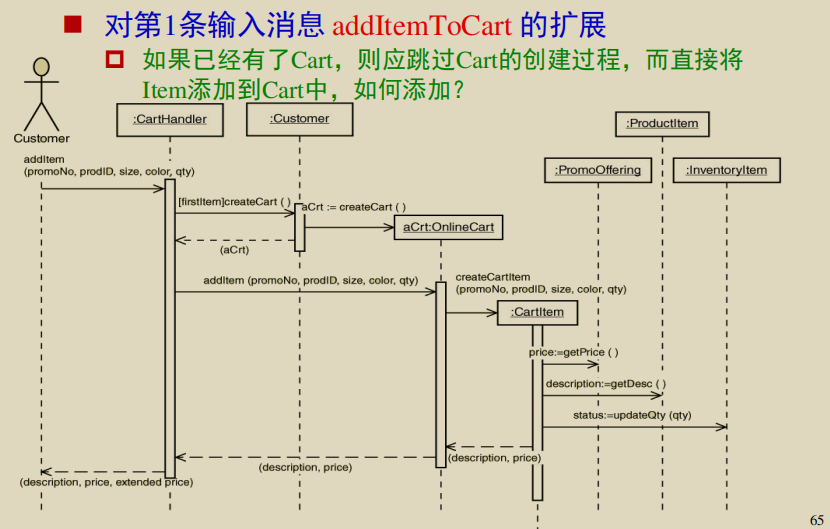 对第1条输入消息 addItemToCart 的扩展
如果已经有了Cart，则应跳过Cart的创建过程，而直接将
Item添加到Cart中，如何添加？
:CartHandler
:Customer
:ProductItem
Customer
:PromoOffering
:InventoryItem
addItem
(promoNo, prodID, size, color, qty)
[firstItem]createCart ( )
aCrt := createCart ( )
aCrt:OnlineCart
(aCrt)
addItem (promoNo, prodID, size, color, qty)
createCartItem
(promoNo, prodID, size, color, qty)
:CartItem
price:=getPrice ( )
description:=getDesc ( )
status:=updateQty (qty)
(description, price)
(description, price)
(description, price, extended price)
65